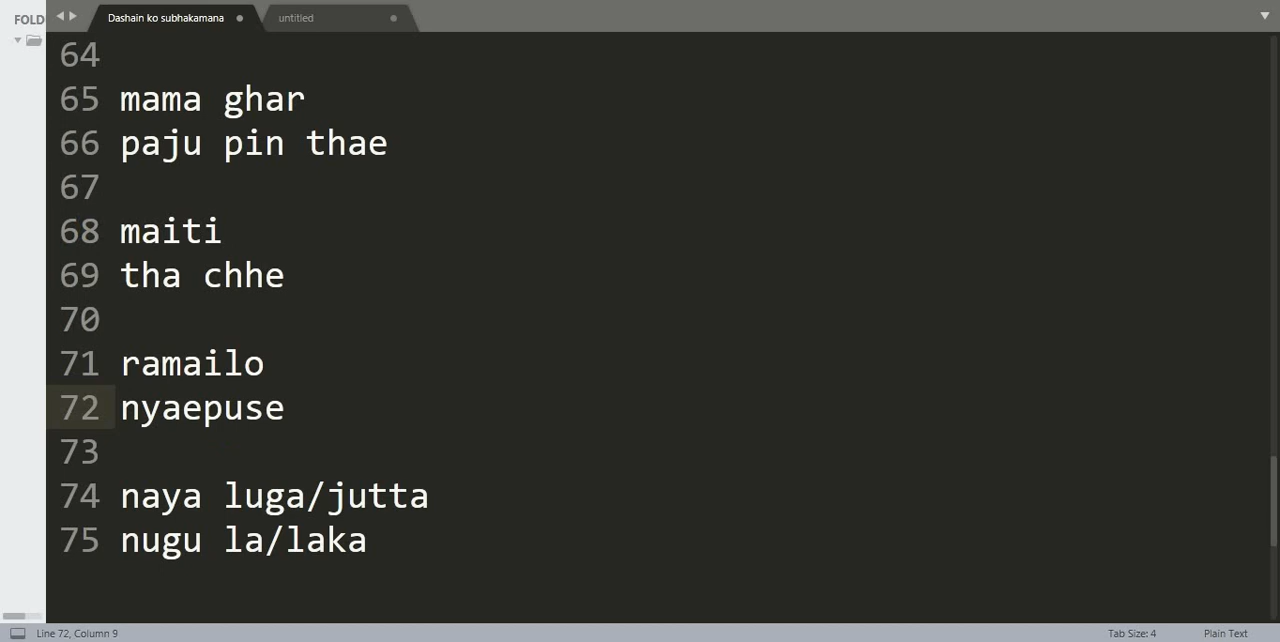 FOLD
Dashain ko subhakamana
untitled
64
65 mama ghar
66 paju pin thae
67
68 maiti
69 tha chhe
70
71 ramailo
72 nyaepuse
73
74 naya luga/jutta
75 nugu la/laka
Line 72, Column 9
Tab Size: 4
Plain Text